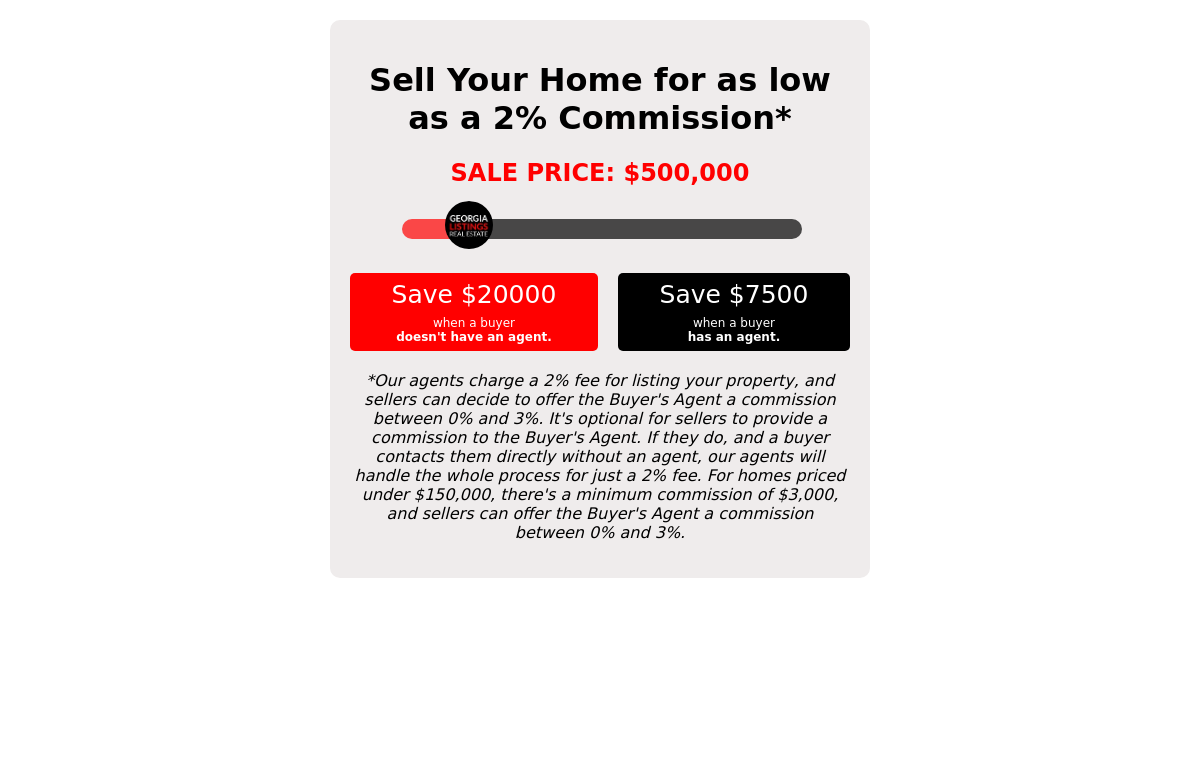 Sell Your Home for as low
as a 2% Commission*
SALE PRICE: $500,000
GEORGIA
LISTINGS
REAL ESTATE
Save $20000
when a buyer
doesn't have an agent.
Save $7500
when a buyer
has an agent.
*Our agents charge a 2% fee for listing your property, and
sellers can decide to offer the Buyer's Agent a commission
between 0% and 3%. It's optional for sellers to provide a
commission to the Buyer's Agent. If they do, and a buyer
contacts them directly without an agent, our agents will
handle the whole process for just a 2% fee. For homes priced
under $150,000, there's a minimum commission of $3,000,
and sellers can offer the Buyer's Agent a commission
between 0% and 3%.